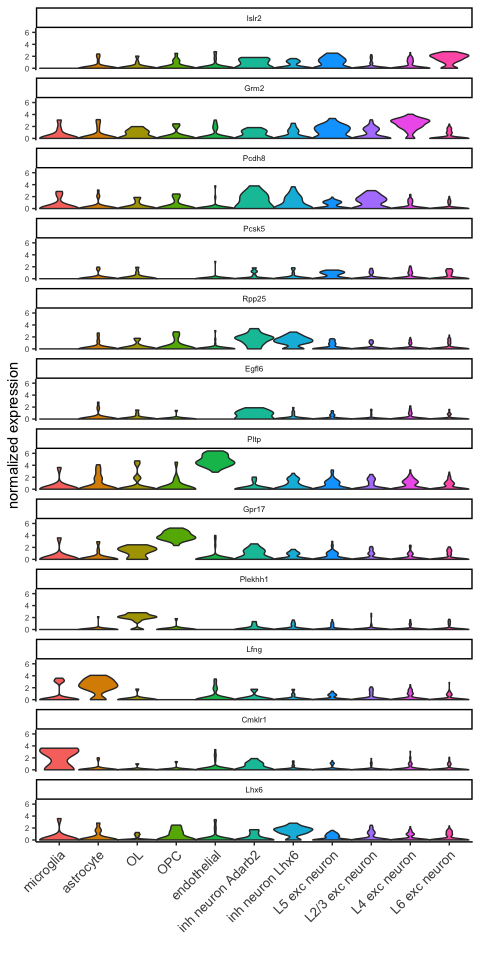 Islr2
6
4
2
0
Grm2
6
4
2
0
Pcdh8
6
4
2
0
Pcsk5
6
4
2
0
Rpp25
6
4
2
0
Egfl6
6
4
2
0
Pltp
6
4
2
0
Gpr17
6
4
2
0
Plekhh1
6
4
2
0
Lfng
6
4
2
0
Cmklr1
6
4
2
0
Lhx6
6
4
2
0
normalized expression
microglia
astrocyte
OL
OPC
endothelial
inh neuron Adarb2
inh neuron Lhx6
L5 exc neuron
L2/3 exc neuron
L4 exc neuron
L6 exc neuron